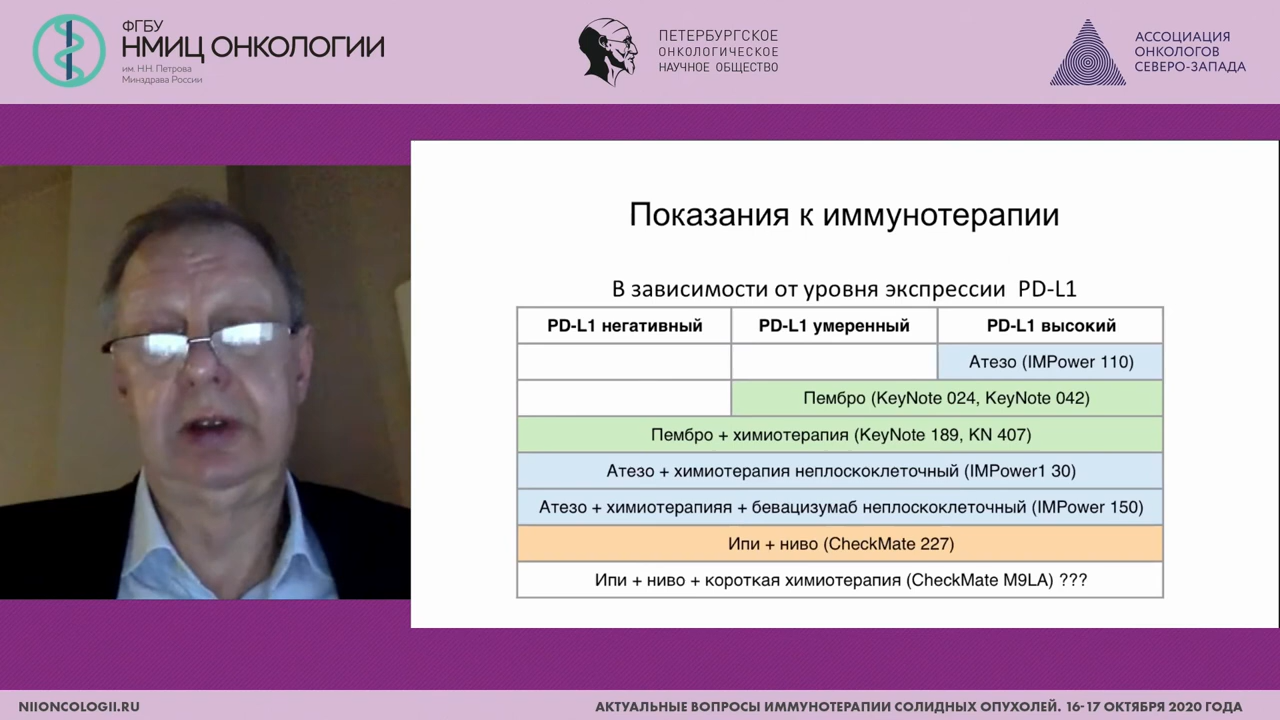 ФГБУ
НМИЦ ОНКОЛОГИИ
им. Н.Н. Петрова
Минздрава России
ПЕТЕРБУРГСКОЕ
ОНКОЛОГИЧЕСКОЕ
НАУЧНОЕ ОБЩЕСТВО
АССОЦИАЦИЯ
ОНКОЛОГОВ
СЕВЕРО-ЗАПАДА
Показания к иммунотерапии
В зависимости от уровня экспрессии PD-L1
PD-L1 негативный PD-L1 умеренный PD-L1 высокий
Атезо (IMPower 110)
Пембро (KeyNote 024, KeyNote 042)
Пембро + химиотерапия (KeyNote 189, KN 407)
Атезо + химиотерапия неплоскоклеточный (IMPower1 30)
Атезо + химиотерапияя + бевацизумаб неплоскоклеточный (IMPower 150)
Ипи + ниво (CheckMate 227)
Ипи + ниво + короткая химиотерапия (CheckMate M9LA) ???
NIIONCOLOGII.RU
АКТУАЛЬНЫЕ ВОПРОСЫ ИММУНОТЕРАПИИ СОЛИДНЫХ ОПУХОЛЕЙ. 16-17 ОКТЯБРЯ 2020 ГОДА